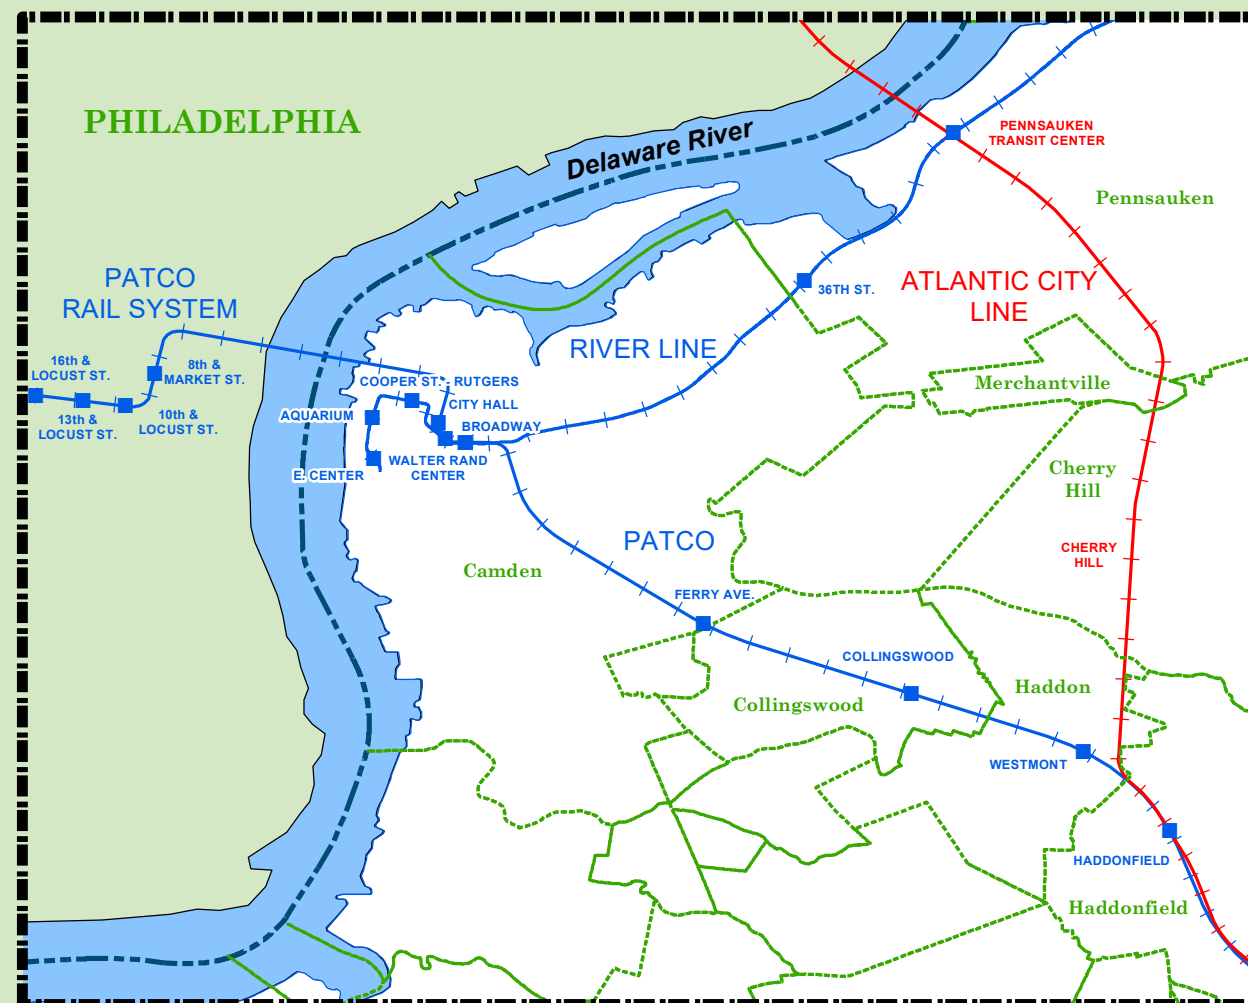 PHILADELPHIA
Delaware River
PENNSAUKEN
TRANSIT CENTER
Pennsauken
PATCO
RAIL SYSTEM
36TH ST.
ATLANTIC CITY
LINE
RIVER LINE
16th &
LOCUST ST.
8th &
MARKET ST.
13th &
LOCUST ST.
10th &
LOCUST ST.
COOPER ST. - RUTGERS
CITY HALL
AQUARIUM
BROADWAY
WALTER RAND
CENTER
E. CENTER
Merchantville
Cherry
Hill
PATCO
CHERRY
HILL
Camden
FERRY AVE.
COLLINGSWOOD
Haddon
Collingswood
WESTMONT
HADDONFIELD
Haddonfield